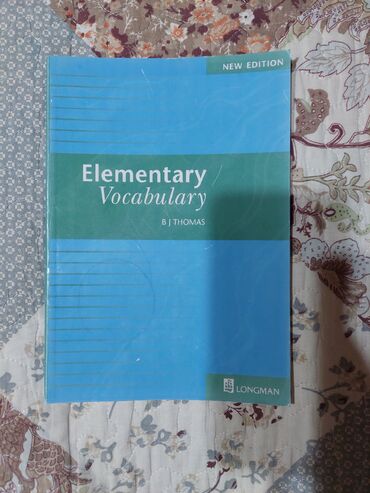 NEW EDITION
Elementary
Vocabulary
B J THOMAS
LONGMAN